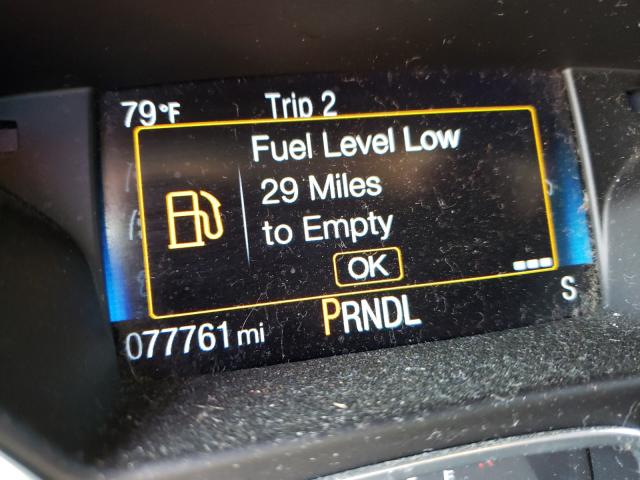 79°F Trip 2
Fuel Level Low
29 Miles
to Empty
OK
S
077761 mi PRNDL